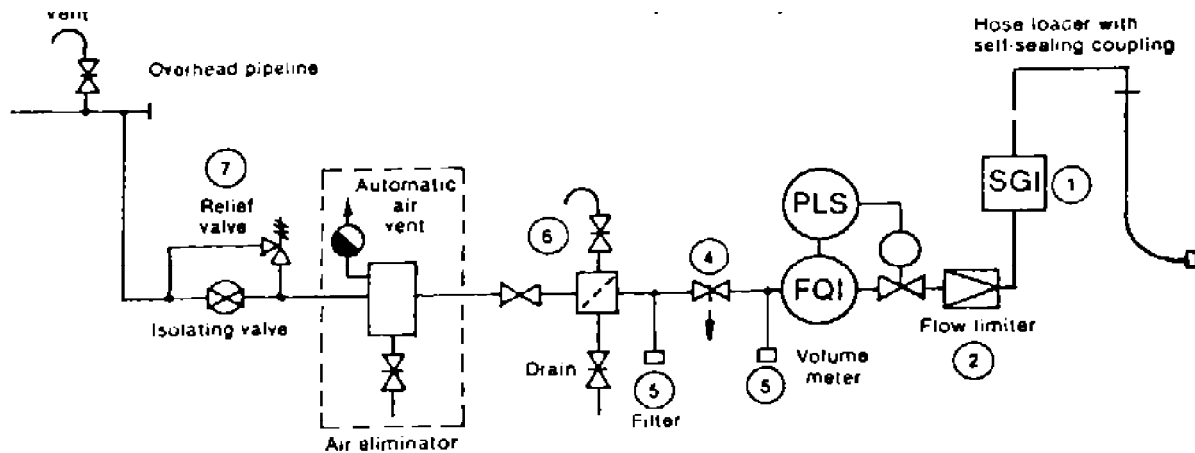 Vent
Overhead pipeline
Hose loader with
self-sealing coupling
7
Relief
valve
Automatic
air
vent
6
4
PLS
SGI
1
FQI
Isolating valve
Drain
5
Filter
5
Volume
meter
Flow limiter
2
Air eliminator